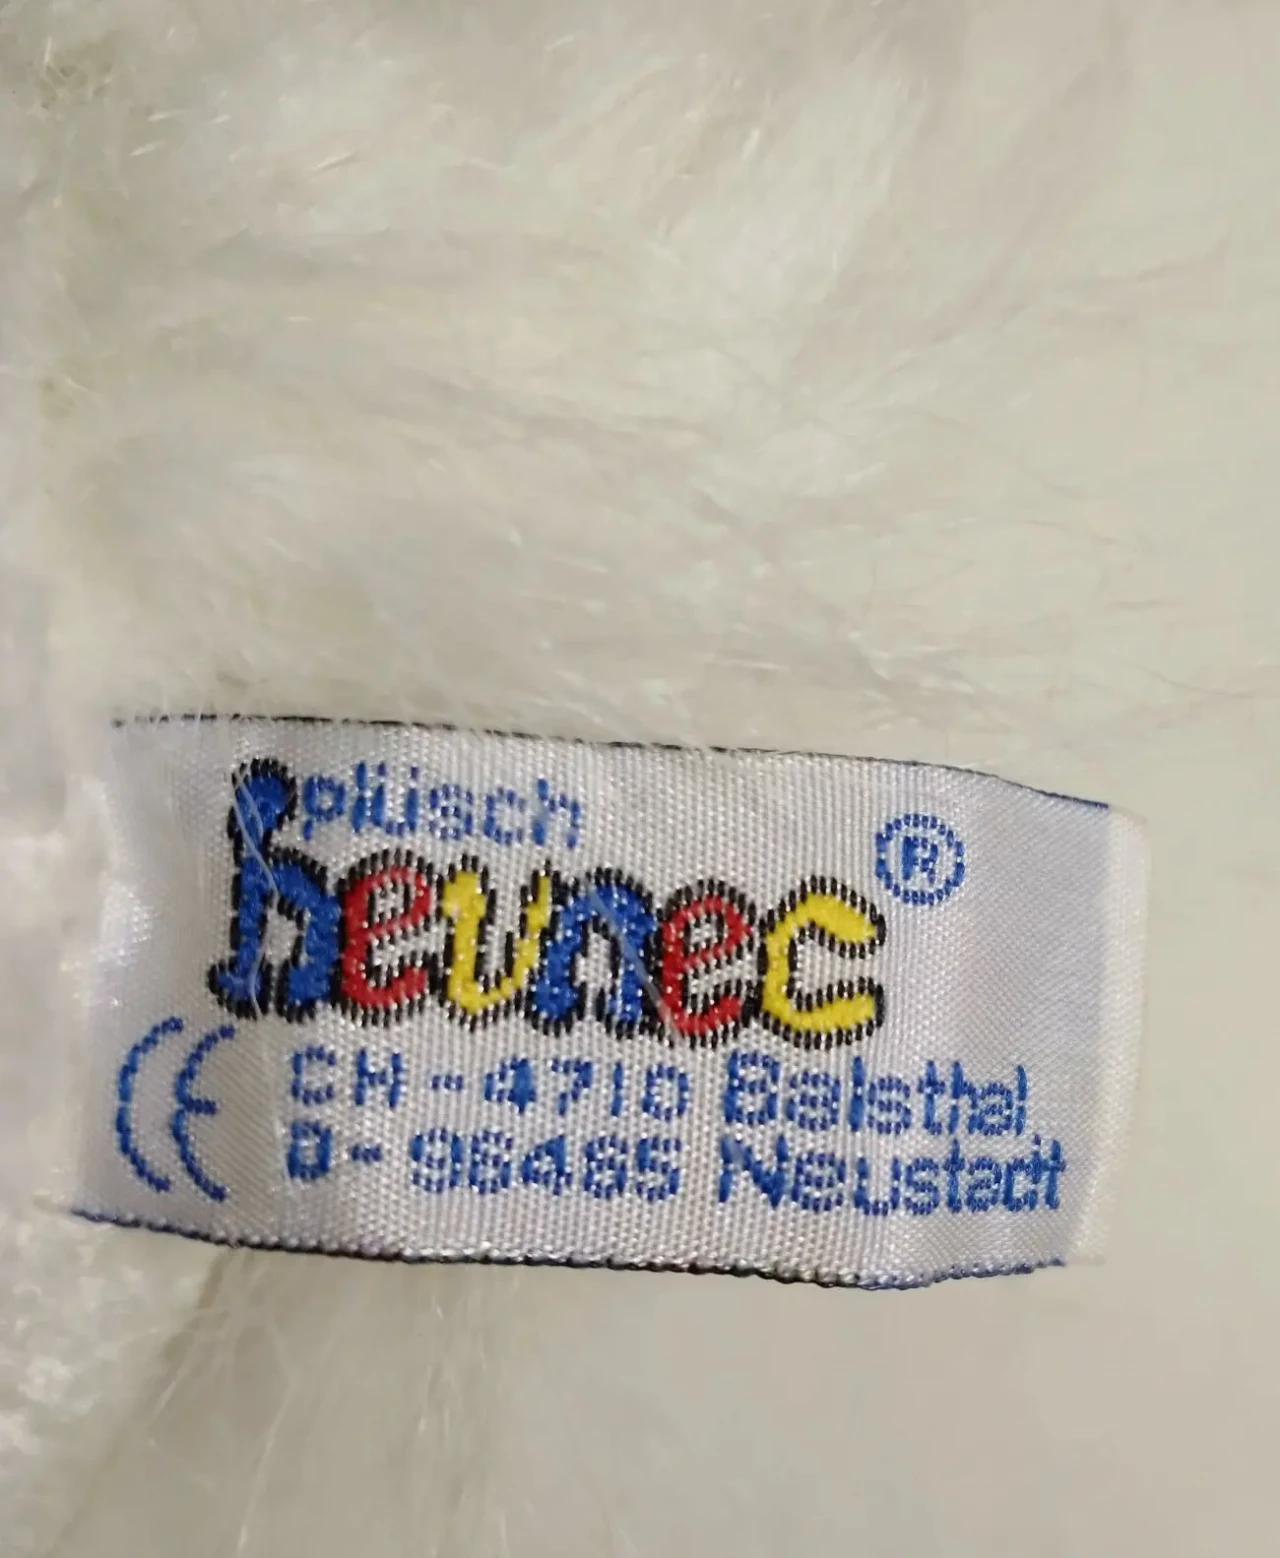 plüsch
heunec ®
CE CH-4710 Balsthal
D-96465 Neustadt